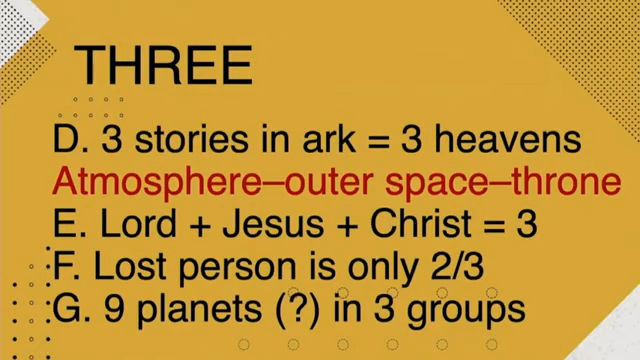 THREE
D. 3 stories in ark = 3 heavens
Atmosphere–outer space–throne
E. Lord + Jesus + Christ = 3
F. Lost person is only 2/3
G. 9 planets (?) in 3 groups